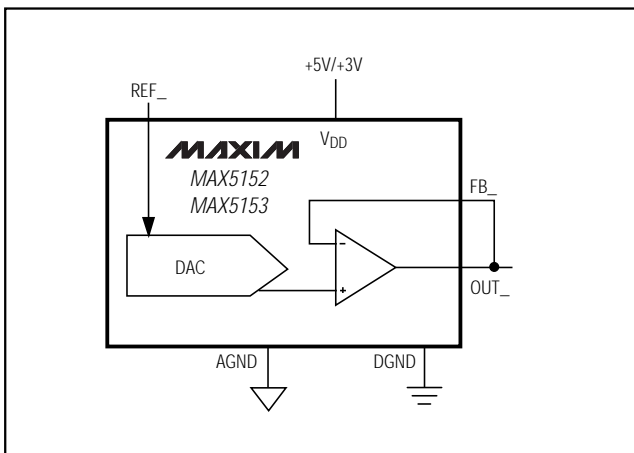 +5V/+3V
REF_
VDD
MAXIM
MAX5152
MAX5153
FB_
DAC
-
+
OUT_
AGND
DGND